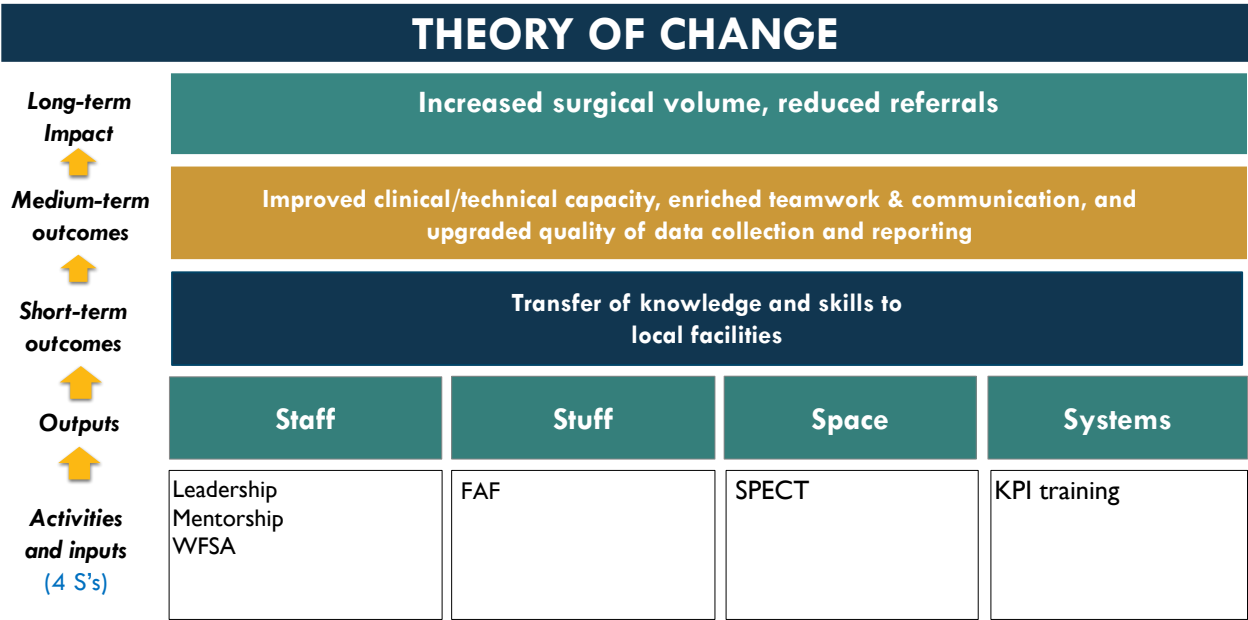 THEORY OF CHANGE
Long-term
Impact
Increased surgical volume, reduced referrals
Medium-term
outcomes
Improved clinical/technical capacity, enriched teamwork & communication, and
upgraded quality of data collection and reporting
Short-term
outcomes
Transfer of knowledge and skills to
local facilities
Outputs
Staff
Stuff
Space
Systems
Activities
and inputs
(4 S’s)
Leadership
Mentorship
WFSA
FAF
SPECT
KPI training